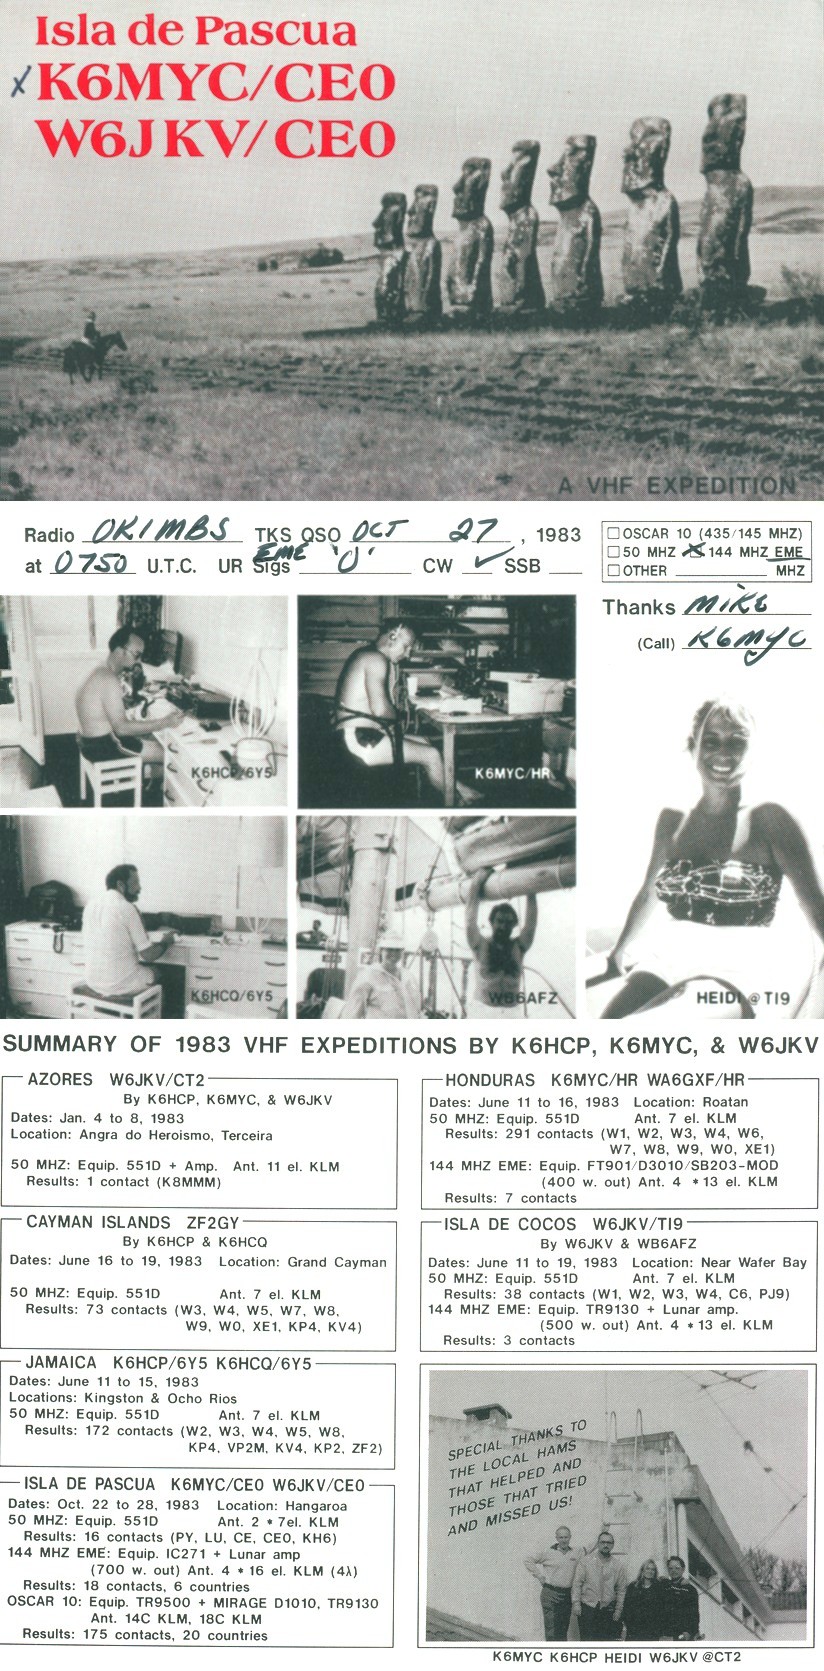 Isla de Pascua
x K6MYC/CE0
W6JKV/CE0
A VHF EXPEDITION
Radio OK1MBS TKS QSO OCT 27, 1983
at 0750 U.T.C. UR EME Sigs 'O' CW ✓ SSB
☐ OSCAR 10 (435/145 MHZ)
☐ 50 MHZ ☒ 144 MHZ EME
☐ OTHER MHZ
Thanks MIKE
(Call) K6MYC
K6HCP/6Y5
K6MYC/HR
K6HCQ/6Y5
WB6AFZ
HEIDI @ TI9
SUMMARY OF 1983 VHF EXPEDITIONS BY K6HCP, K6MYC, & W6JKV
AZORES W6JKV/CT2
By K6HCP, K6MYC, & W6JKV
Dates: Jan. 4 to 8, 1983
Location: Angra do Heroismo, Terceira
50 MHZ: Equip. 551D + Amp. Ant. 11 el. KLM
Results: 1 contact (K8MMM)
CAYMAN ISLANDS ZF2GY
By K6HCP & K6HCQ
Dates: June 16 to 19, 1983 Location: Grand Cayman
50 MHZ: Equip. 551D Ant. 7 el. KLM
Results: 73 contacts (W3, W4, W5, W7, W8,
W9, W0, XE1, KP4, KV4)
JAMAICA K6HCP/6Y5 K6HCQ/6Y5
Dates: June 11 to 15, 1983
Locations: Kingston & Ocho Rios
50 MHZ: Equip. 551D Ant. 7 el. KLM
Results: 172 contacts (W2, W3, W4, W5, W8,
KP4, VP2M, KV4, KP2, ZF2)
ISLA DE PASCUA K6MYC/CE0 W6JKV/CE0
Dates: Oct. 22 to 28, 1983 Location: Hangaroa
50 MHZ: Equip. 551D Ant. 2 * 7el. KLM
Results: 16 contacts (PY, LU, CE, CE0, KH6)
144 MHZ EME: Equip. IC271 + Lunar amp
(700 w. out) Ant. 4 * 16 el. KLM (4λ)
Results: 18 contacts, 6 countries
OSCAR 10: Equip. TR9500 + MIRAGE D1010, TR9130
Ant. 14C KLM, 18C KLM
Results: 175 contacts, 20 countries
HONDURAS K6MYC/HR WA6GXF/HR
Dates: June 11 to 16, 1983 Location: Roatan
50 MHZ: Equip. 551D Ant. 7 el. KLM
Results: 291 contacts (W1, W2, W3, W4, W6,
W7, W8, W9, W0, XE1)
144 MHZ EME: Equip. FT901/D3010/SB203-MOD
(400 w. out) Ant. 4 * 13 el. KLM
Results: 7 contacts
ISLA DE COCOS W6JKV/TI9
By W6JKV & WB6AFZ
Dates: June 11 to 19, 1983 Location: Near Wafer Bay
50 MHZ: Equip. 551D Ant. 7 el. KLM
Results: 38 contacts (W1, W2, W3, W4, C6, PJ9)
144 MHZ EME: Equip. TR9130 + Lunar amp.
(500 w. out) Ant. 4 * 13 el. KLM
Results: 3 contacts
SPECIAL THANKS TO
THE LOCAL HAMS
THAT HELPED AND
THOSE THAT TRIED
AND MISSED US!
K6MYC K6HCP HEIDI W6JKV @CT2